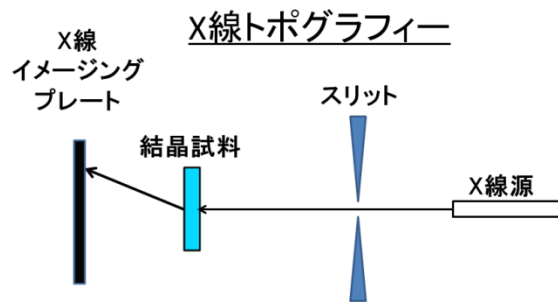 X線トポグラフィー
X線
イメージング
プレート
結晶試料
スリット
X線源